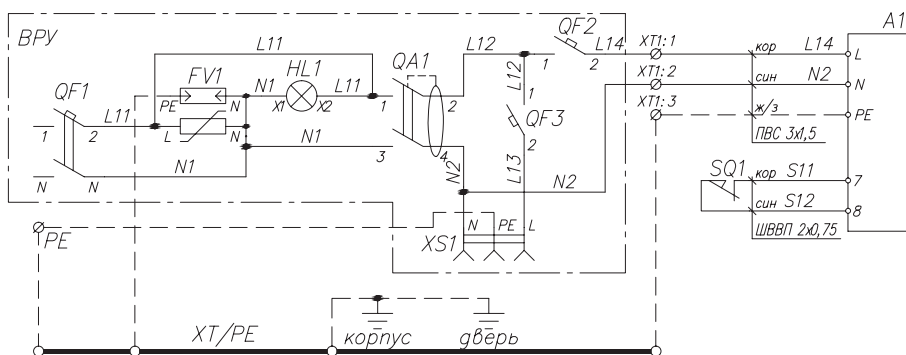 ВРУ
QF1
1
2
N
N
L11
N1
L11
FV1
PE
N
L
N
N1
HL1
X1
X2
L11
N1
QA1
1
2
3
4
L12
N2
L12
1
QF3
2
L13
QF2
1
2
L14
N2
XS1
N
PE
L
XT1:1
XT1:2
XT1:3
кор
L14
син
N2
ж/з
ПВС 3х1,5
A1
L
N
PE
SQ1
кор
S11
син
S12
ШВВП 2х0,75
7
8
PE
XT/PE
корпус
дверь